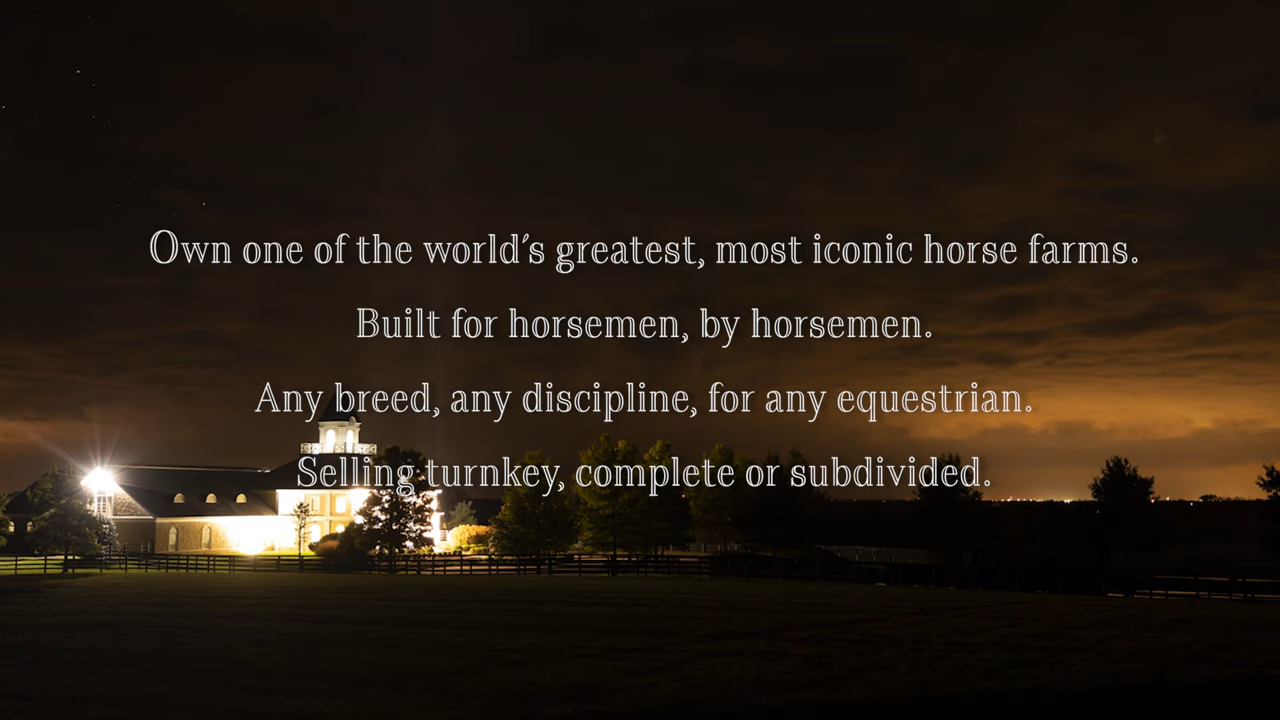 Own one of the world's greatest, most iconic horse farms.
Built for horsemen, by horsemen.
Any breed, any discipline, for any equestrian.
Selling turnkey, complete or subdivided.